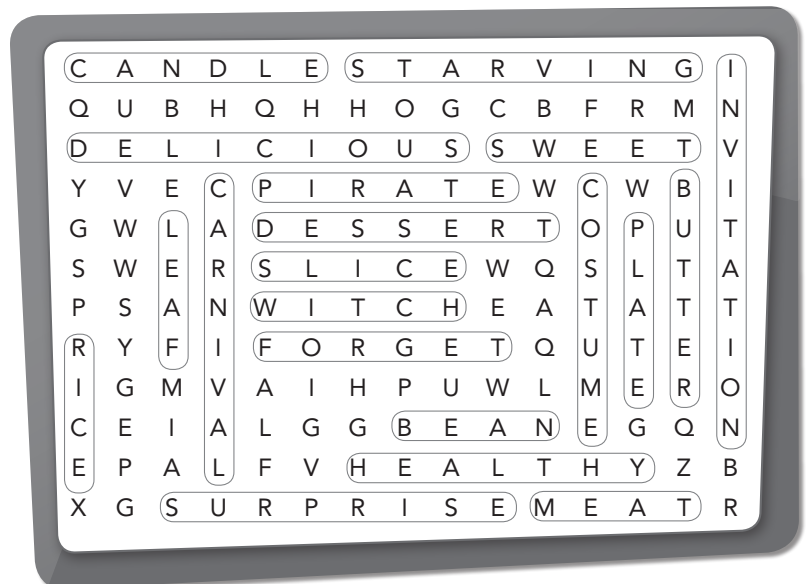 C A N D L E S T A R V I N G I
Q U B H Q H H O G C B F R M N
D E L I C I O U S S W E E T V
Y V E C P I R A T E W C W B I
G W L A D E S S E R T O P U T
S W E R S L I C E W Q S L T A
P S A N W I T C H E A T A T T
R Y F I F O R G E T Q U T E I
I G M V A I H P U W L M E R O
C E I A L G G B E A N E G Q N
E P A L F V H E A L T H Y Z B
X G S U R P R I S E M E A T R